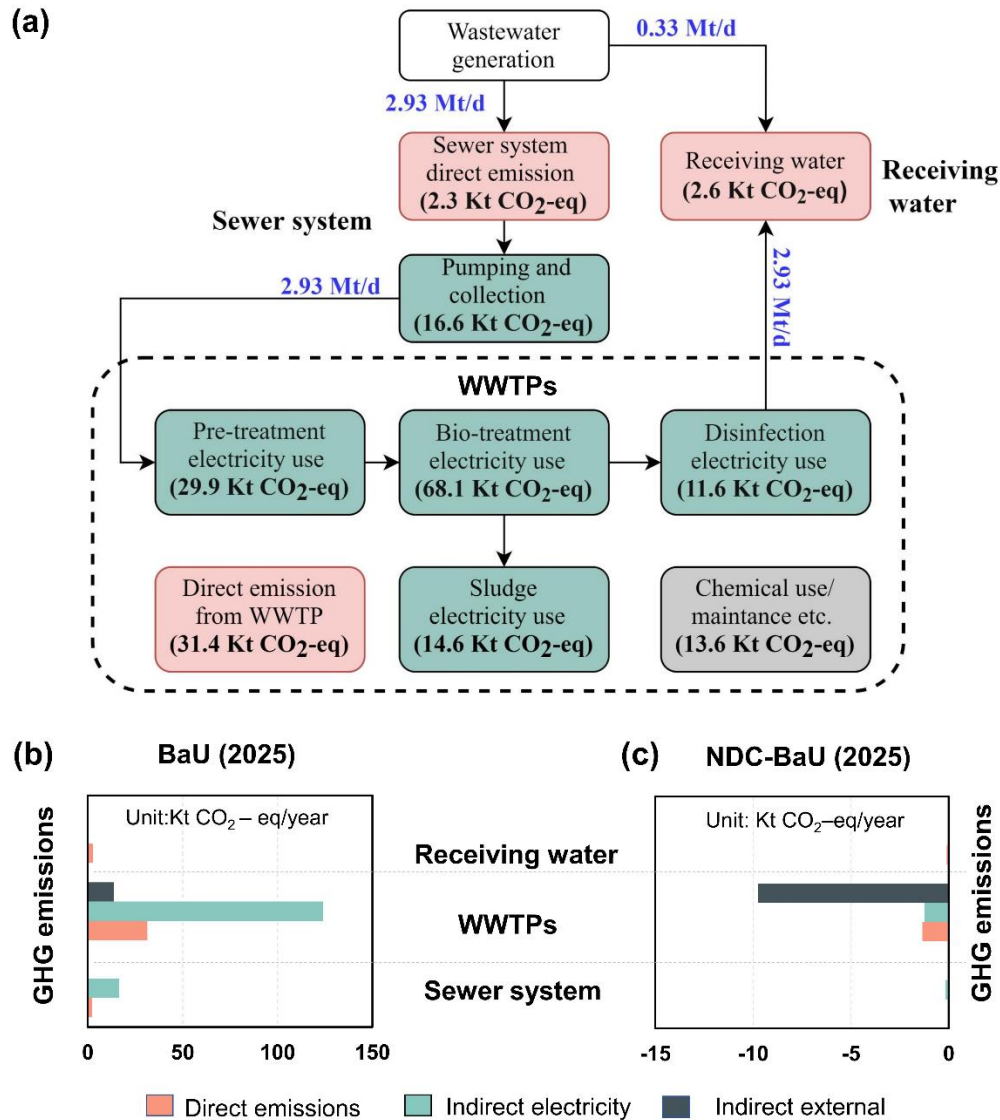 (a)
Wastewater
generation
0.33 Mt/d
2.93 Mt/d
Sewer system
direct emission
(2.3 Kt CO2-eq)
Receiving water
(2.6 Kt CO2-eq)
Receiving
water
Sewer system
Pumping and
collection
(16.6 Kt CO2-eq)
2.93 Mt/d
2.93 Mt/d
WWTPs
Pre-treatment
electricity use
(29.9 Kt CO2-eq)
Bio-treatment
electricity use
(68.1 Kt CO2-eq)
Disinfection
electricity use
(11.6 Kt CO2-eq)
Direct emission
from WWTP
(31.4 Kt CO2-eq)
Sludge
electricity use
(14.6 Kt CO2-eq)
Chemical use/
maintance etc.
(13.6 Kt CO2-eq)
(b) BaU (2025)
Unit:Kt CO2 – eq/year
GHG emissions
0 50 100 150
Receiving water
WWTPs
Sewer system
(c) NDC-BaU (2025)
Unit: Kt CO2–eq/year
GHG emissions
-15 -10 -5 0
Direct emissions Indirect electricity Indirect external